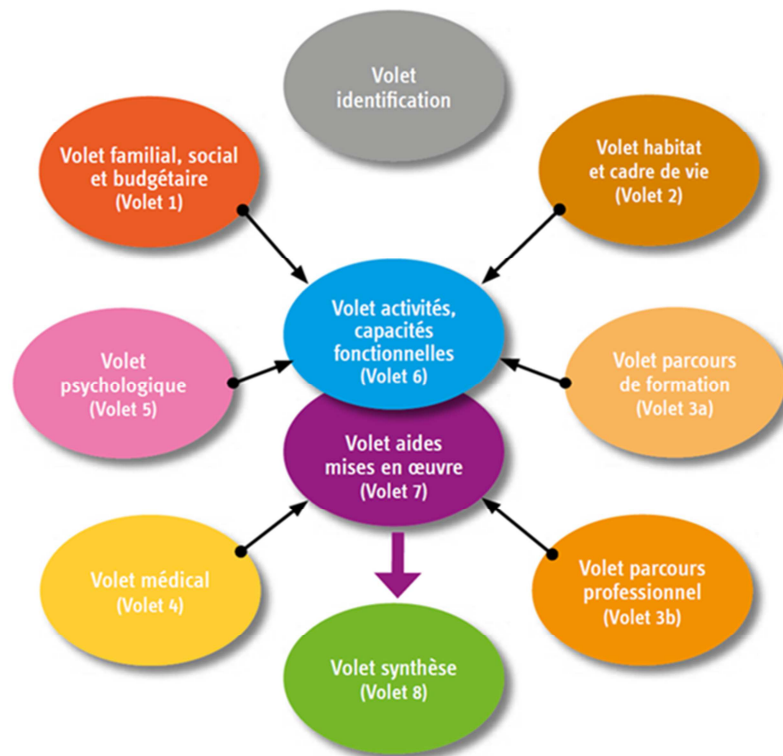 Volet
identification
Volet familial, social
et budgétaire
(Volet 1)
Volet habitat
et cadre de vie
(Volet 2)
Volet activités,
capacités
fonctionnelles
(Volet 6)
Volet
psychologique
(Volet 5)
Volet parcours
de formation
(Volet 3a)
Volet aides
mises en œuvre
(Volet 7)
Volet médical
(Volet 4)
Volet parcours
professionnel
(Volet 3b)
Volet synthèse
(Volet 8)